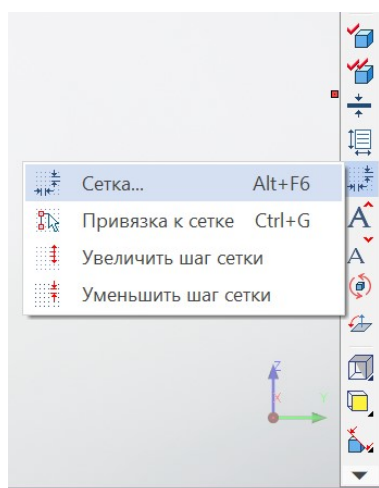 Сетка... Alt+F6
Привязка к сетке Ctrl+G
Увеличить шаг сетки
Уменьшить шаг сетки
A
A
Z
X Y